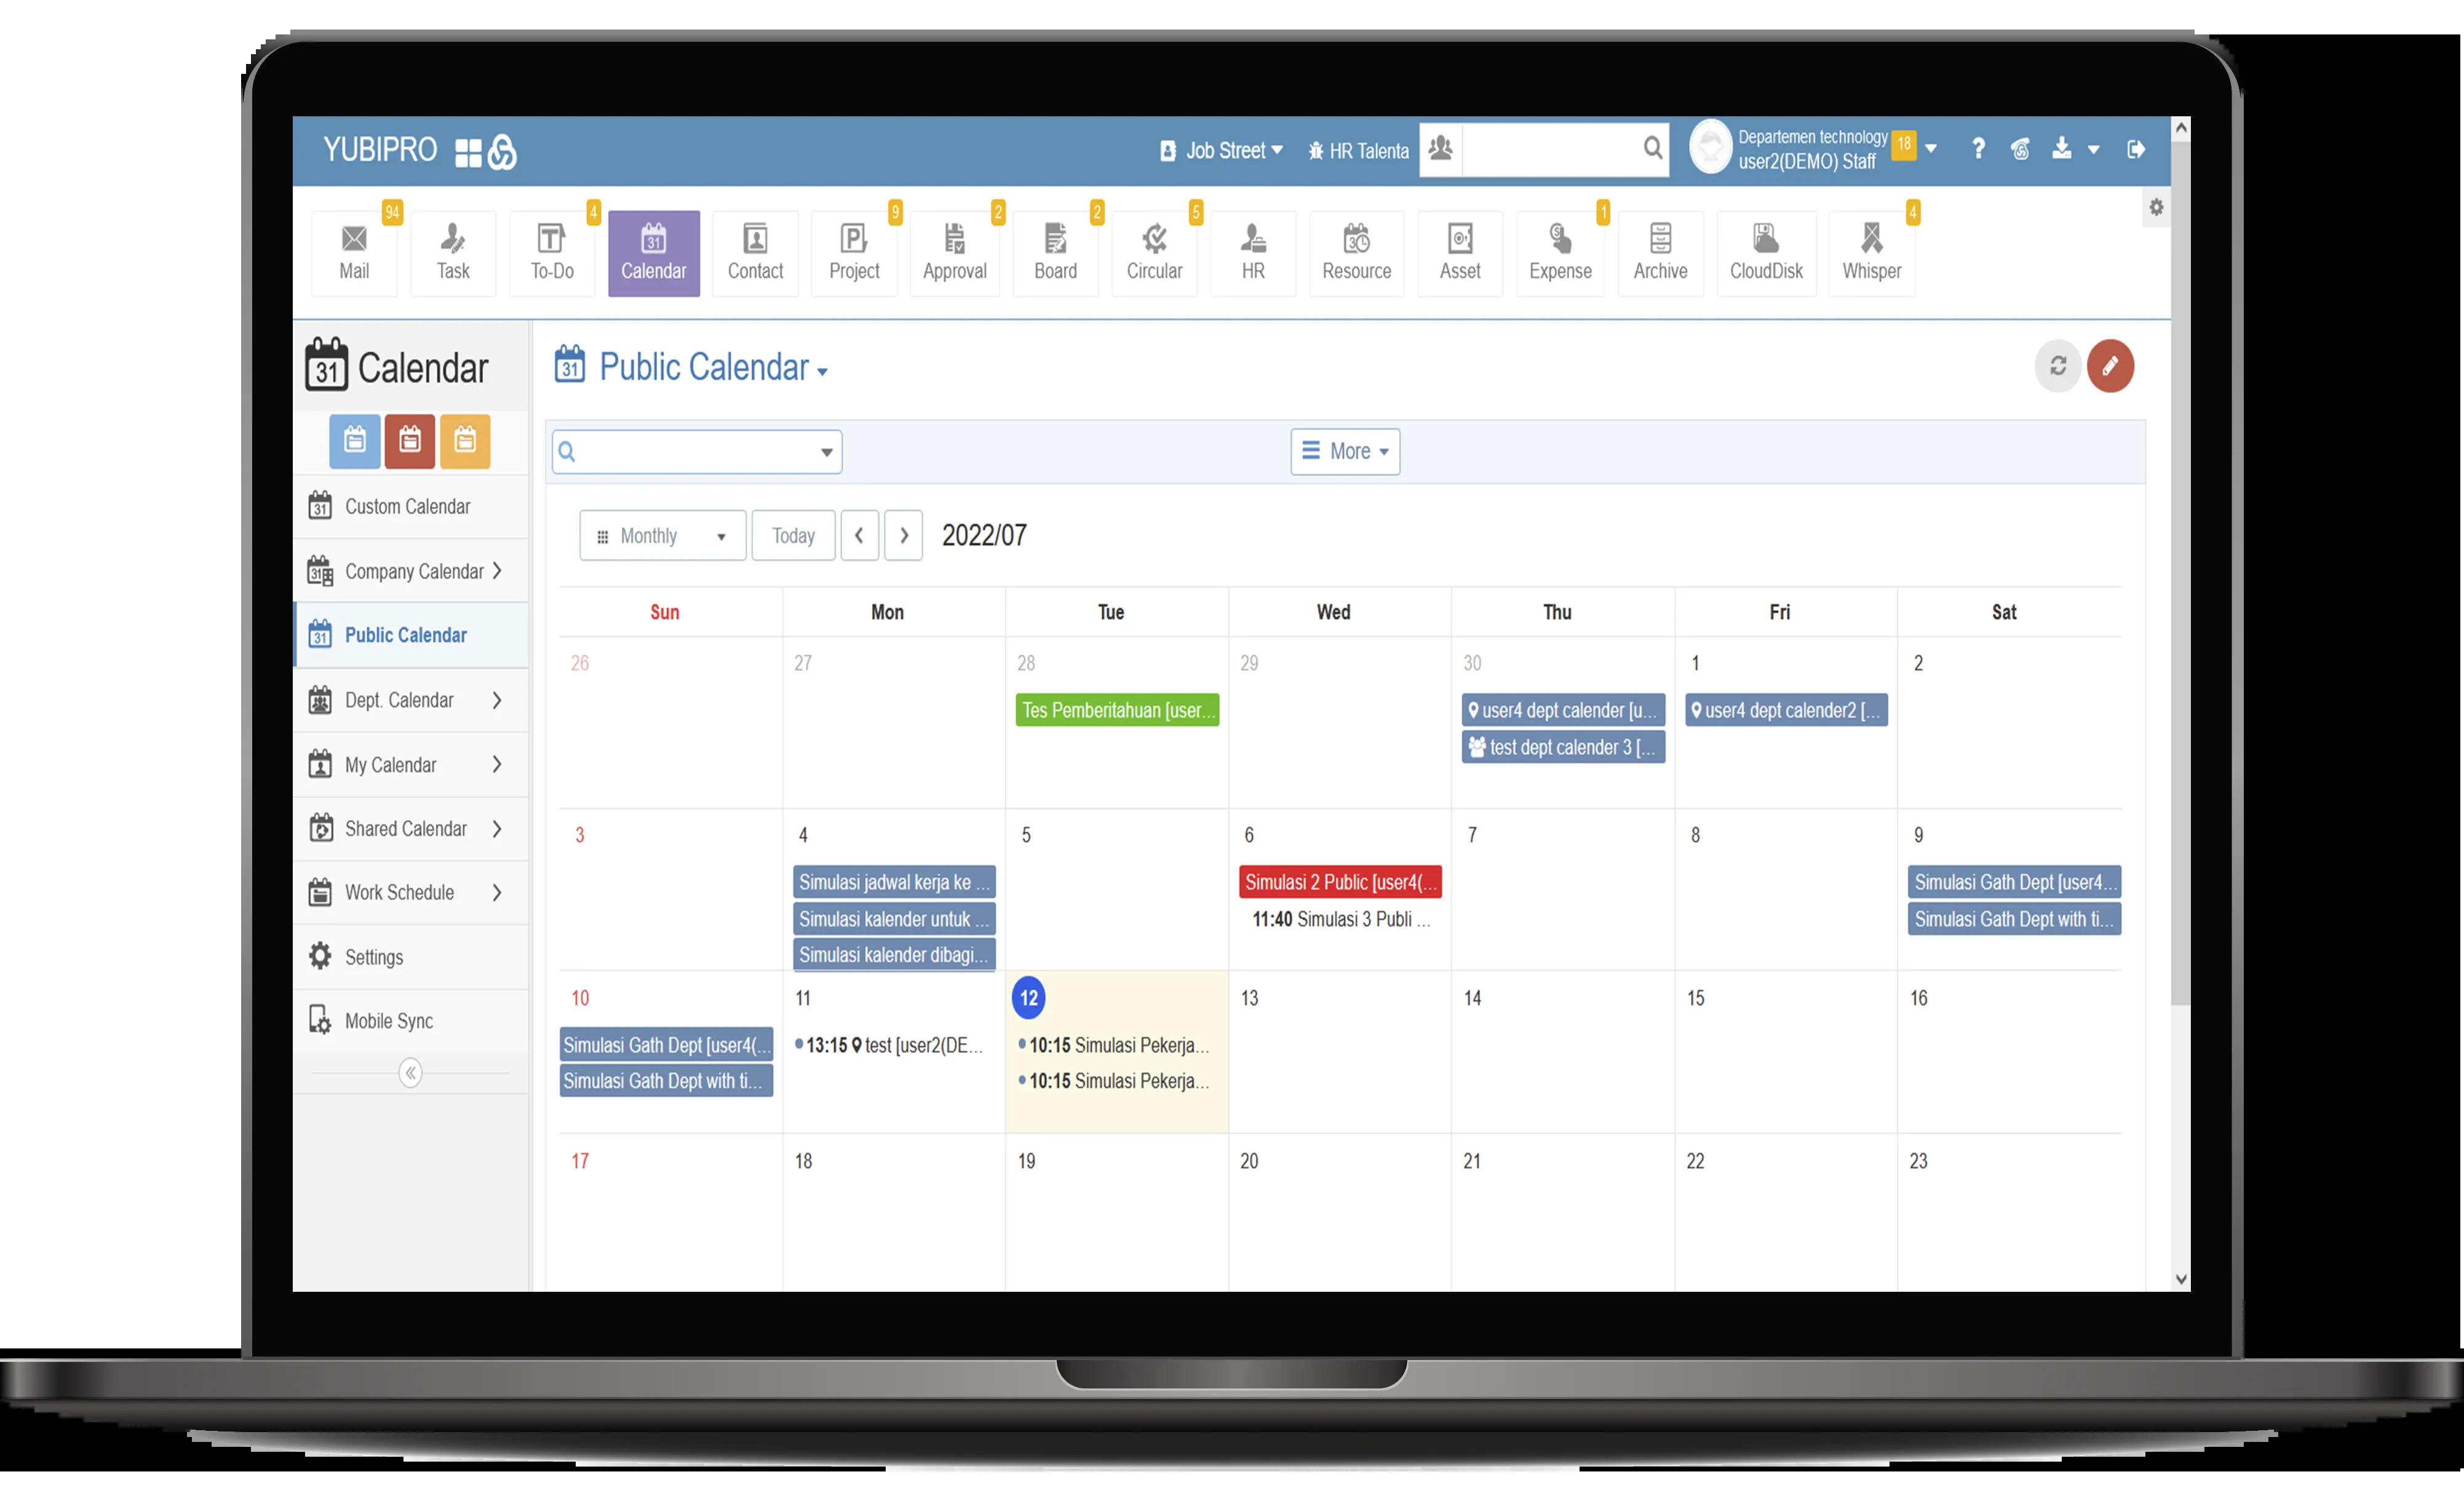 YUBIPRO
Job Street
HR Talenta
Departemen technology
user2(DEMO) Staff
18
?
94
4
9
2
2
5
1
4
Mail
Task
To-Do
Calendar
Contact
Project
Approval
Board
Circular
HR
Resource
Asset
Expense
Archive
CloudDisk
Whisper
31 Calendar
Custom Calendar
Company Calendar
Public Calendar
Dept. Calendar
My Calendar
Shared Calendar
Work Schedule
Settings
Mobile Sync
31 Public Calendar
More
Monthly
Today
2022/07
Sun Mon Tue Wed Thu Fri Sat
26 27 28 29 30 1 2
Tes Pemberitahuan [user...
user4 dept calender [u...
user4 dept calender2 [...
test dept calender 3 [...
3 4 5 6 7 8 9
Simulasi jadwal kerja ke ...
Simulasi 2 Public [user4(...
Simulasi Gath Dept [user4...
Simulasi kalender untuk ...
11:40 Simulasi 3 Publi ...
Simulasi Gath Dept with ti...
Simulasi kalender dibagi...
10 11 12 13 14 15 16
Simulasi Gath Dept [user4(...
13:15 test [user2(DE...
10:15 Simulasi Pekerja...
Simulasi Gath Dept with ti...
10:15 Simulasi Pekerja...
17 18 19 20 21 22 23